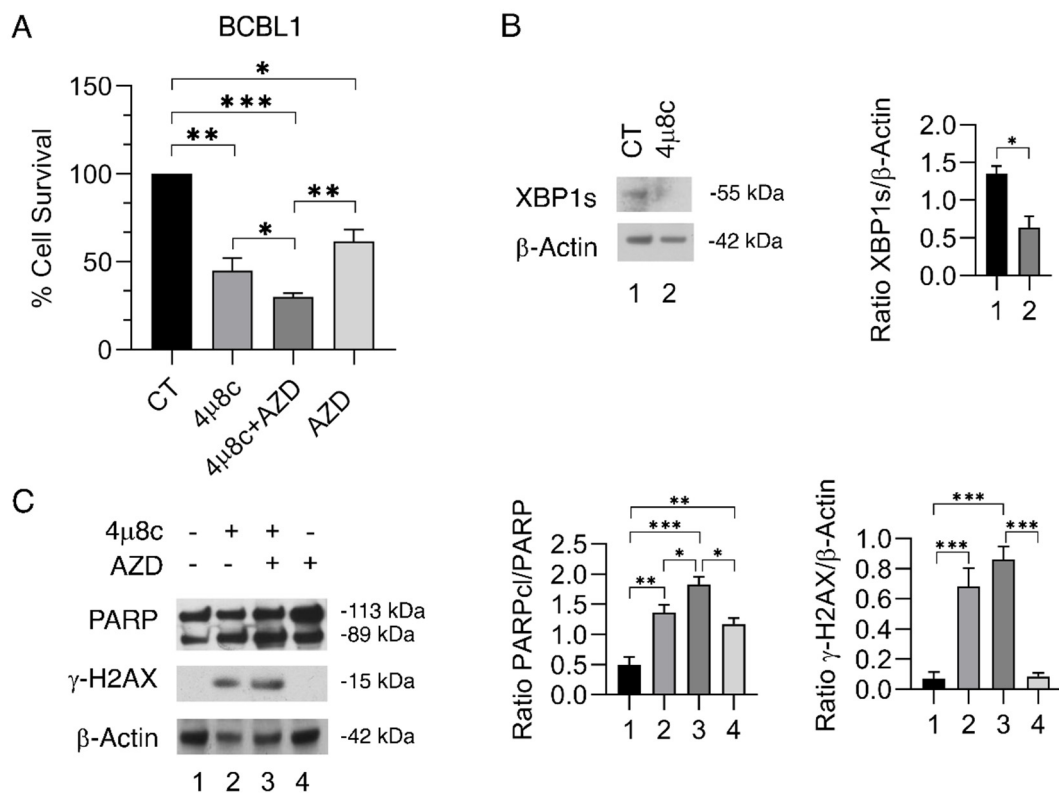 A
BCBL1
% Cell Survival
150
100
50
0
*
***
**
**
*
CT
4μ8c
4μ8c+AZD
AZD
B
CT
4μ8c
XBP1s
-55 kDa
β-Actin
-42 kDa
1 2
Ratio XBP1s/β-Actin
2.0
1.5
1.0
0.5
0.0
*
1 2
C
4μ8c - + + -
AZD - - + +
PARP
-113 kDa
-89 kDa
γ-H2AX
-15 kDa
β-Actin
-42 kDa
1 2 3 4
Ratio PARPcl/PARP
2.5
2.0
1.5
1.0
0.5
0.0
**
***
*
*
**
1 2 3 4
Ratio γ-H2AX/β-Actin
1.0
0.8
0.6
0.4
0.2
0.0
***
***
***
1 2 3 4